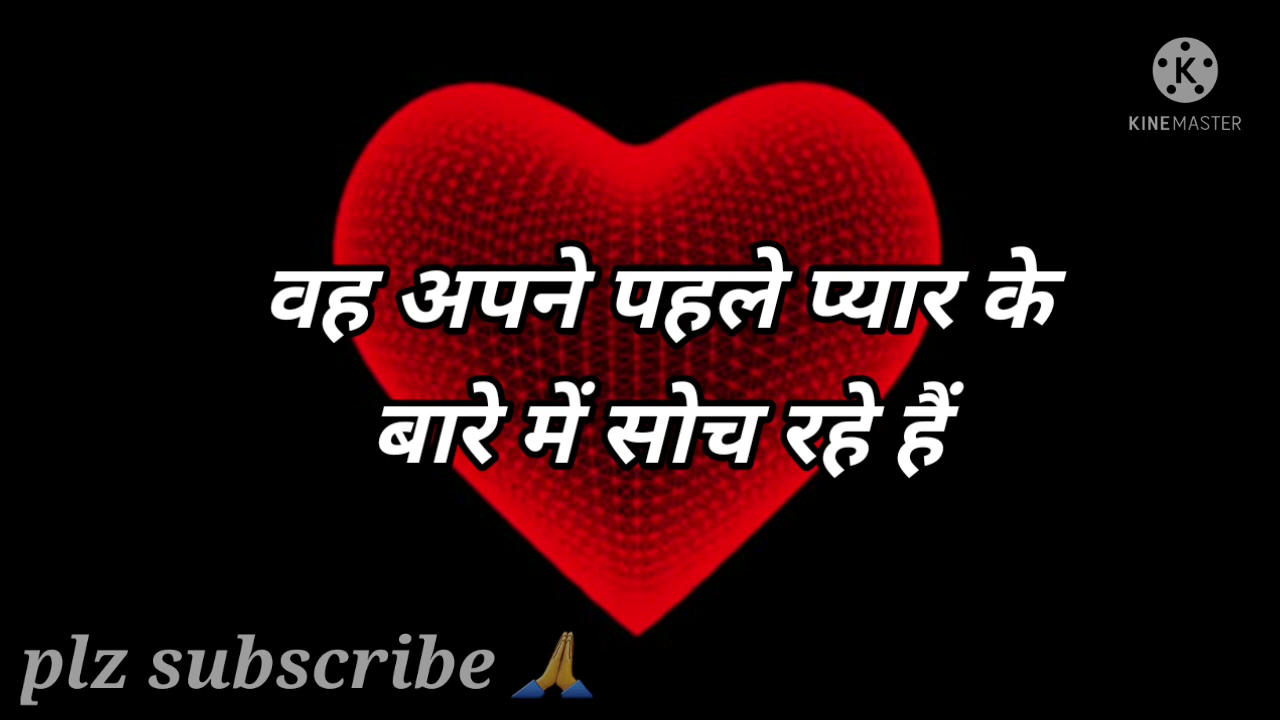 K
KINEMASTER
वह अपने पहले प्यार के
बारे में सोच रहे हैं
plz subscribe 🙏